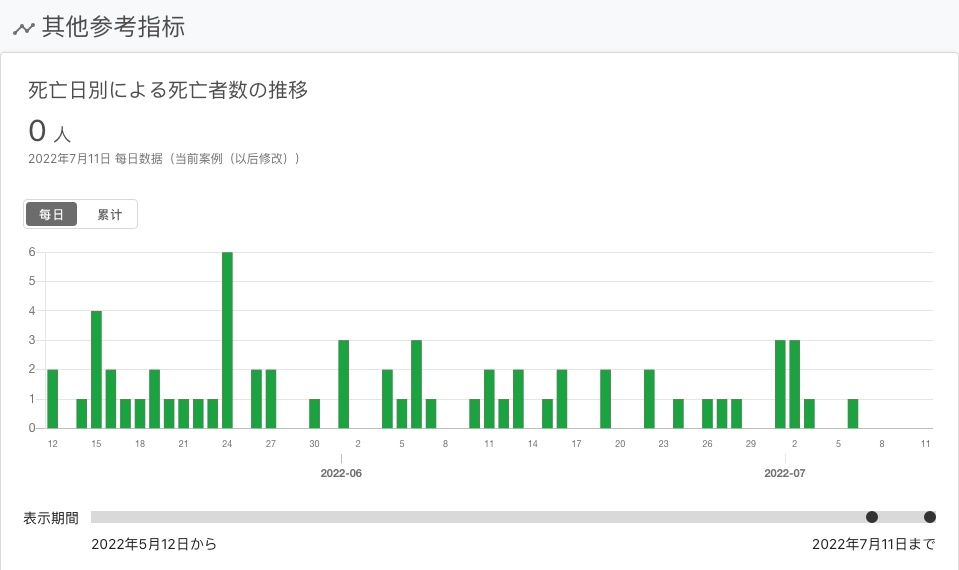 其他参考指标
死亡日別による死亡者数の推移
0 人
2022年7月11日 每日数据（当前案例（以后修改））
每日 累计
6
5
4
3
2
1
0
12 15 18 21 24 27 30 2 5 8 11 14 17 20 23 26 29 2 5 8 11
2022-06 2022-07
表示期間
2022年5月12日から 2022年7月11日まで